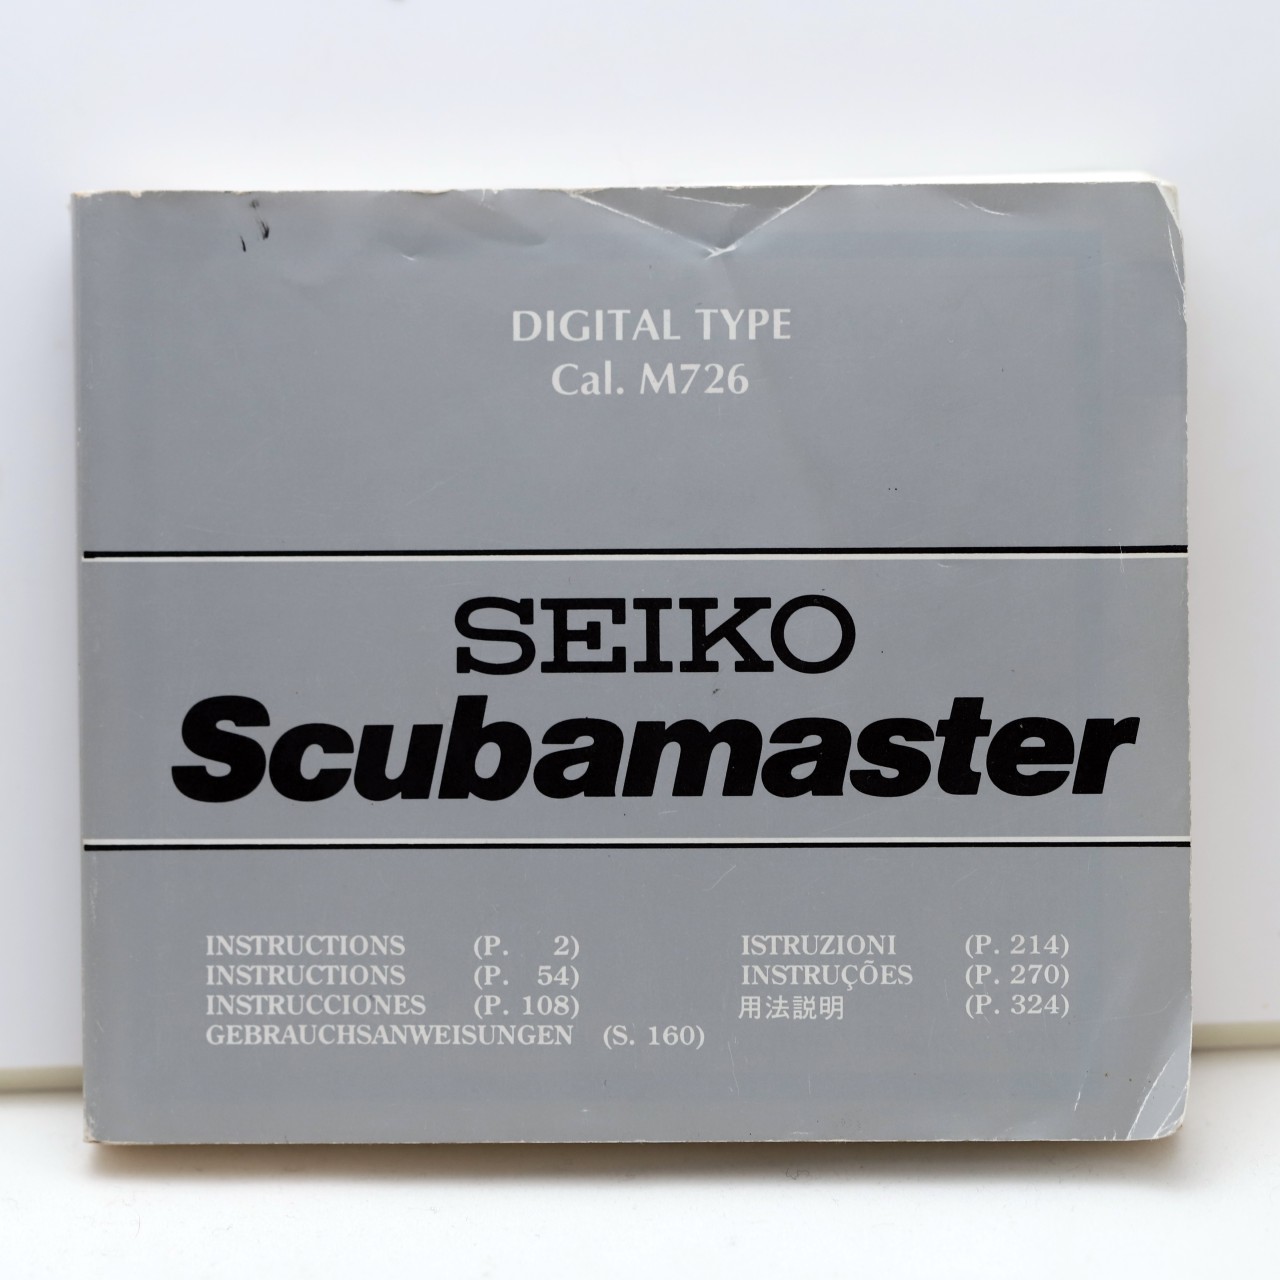 DIGITAL TYPE
Cal. M726
SEIKO
Scubamaster
INSTRUCTIONS (P. 2)
INSTRUCTIONS (P. 54)
INSTRUCCIONES (P. 108)
GEBRAUCHSANWEISUNGEN (S. 160)
ISTRUZIONI (P. 214)
INSTRUÇÕES (P. 270)
用法説明 (P. 324)